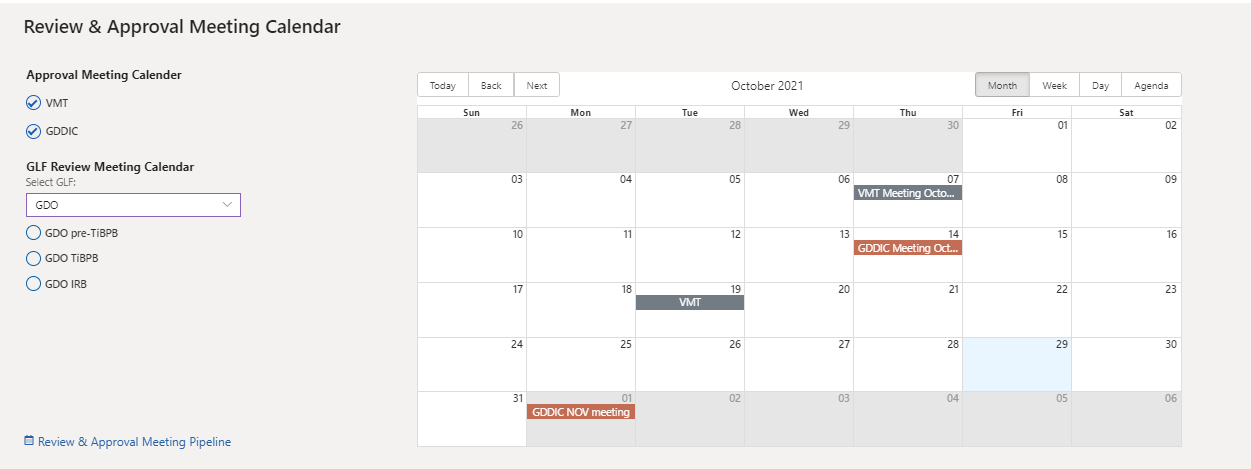 Review & Approval Meeting Calendar
Approval Meeting Calender
VMT
GDDIC
GLF Review Meeting Calendar
Select GLF:
GDO
GDO pre-TiBPB
GDO TiBPB
GDO IRB
Review & Approval Meeting Pipeline
Today Back Next October 2021 Month Week Day Agenda
Sun Mon Tue Wed Thu Fri Sat
26 27 28 29 30 01 02
03 04 05 06 07 08 09
VMT Meeting Octo...
10 11 12 13 14 15 16
GDDIC Meeting Oct...
17 18 19 20 21 22 23
VMT
24 25 26 27 28 29 30
31 01 02 03 04 05 06
GDDIC NOV meeting